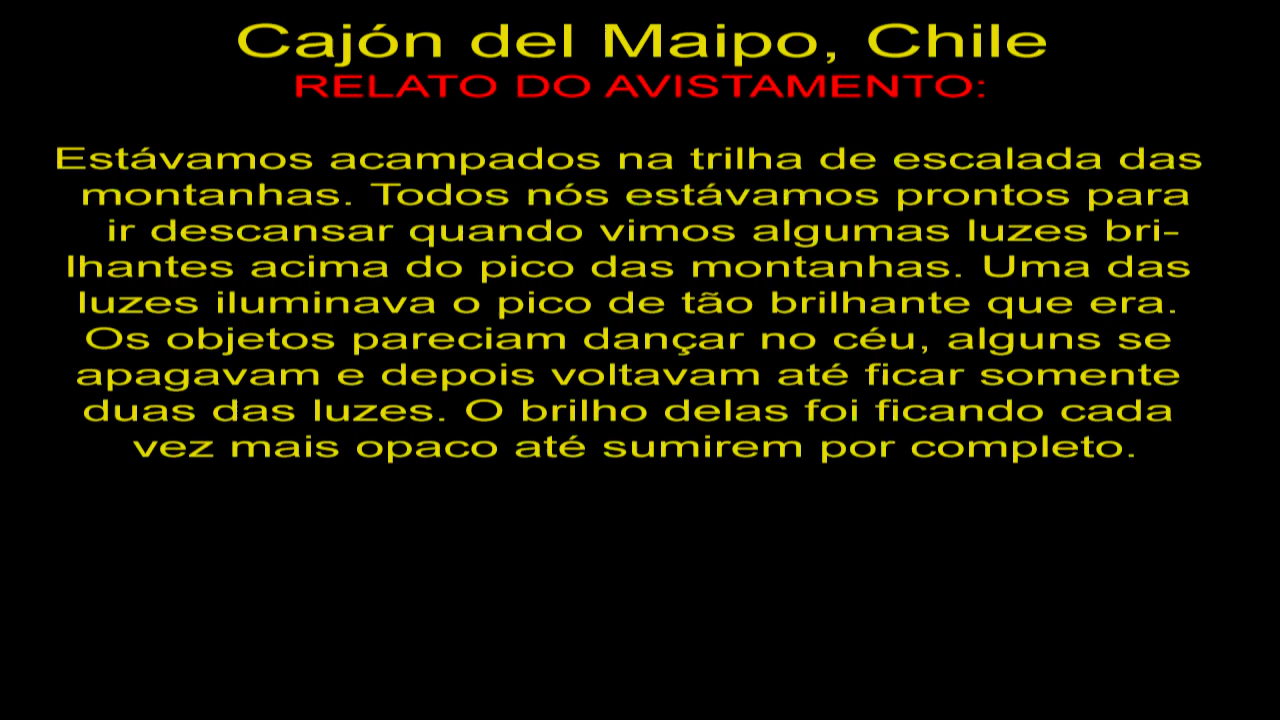 Cajón del Maipo, Chile
RELATO DO AVISTAMENTO:
Estávamos acampados na trilha de escalada das
montanhas. Todos nós estávamos prontos para
ir descansar quando vimos algumas luzes bri-
lhantes acima do pico das montanhas. Uma das
luzes iluminava o pico de tão brilhante que era.
Os objetos pareciam dançar no céu, alguns se
apagavam e depois voltavam até ficar somente
duas das luzes. O brilho delas foi ficando cada
vez mais opaco até sumirem por completo.